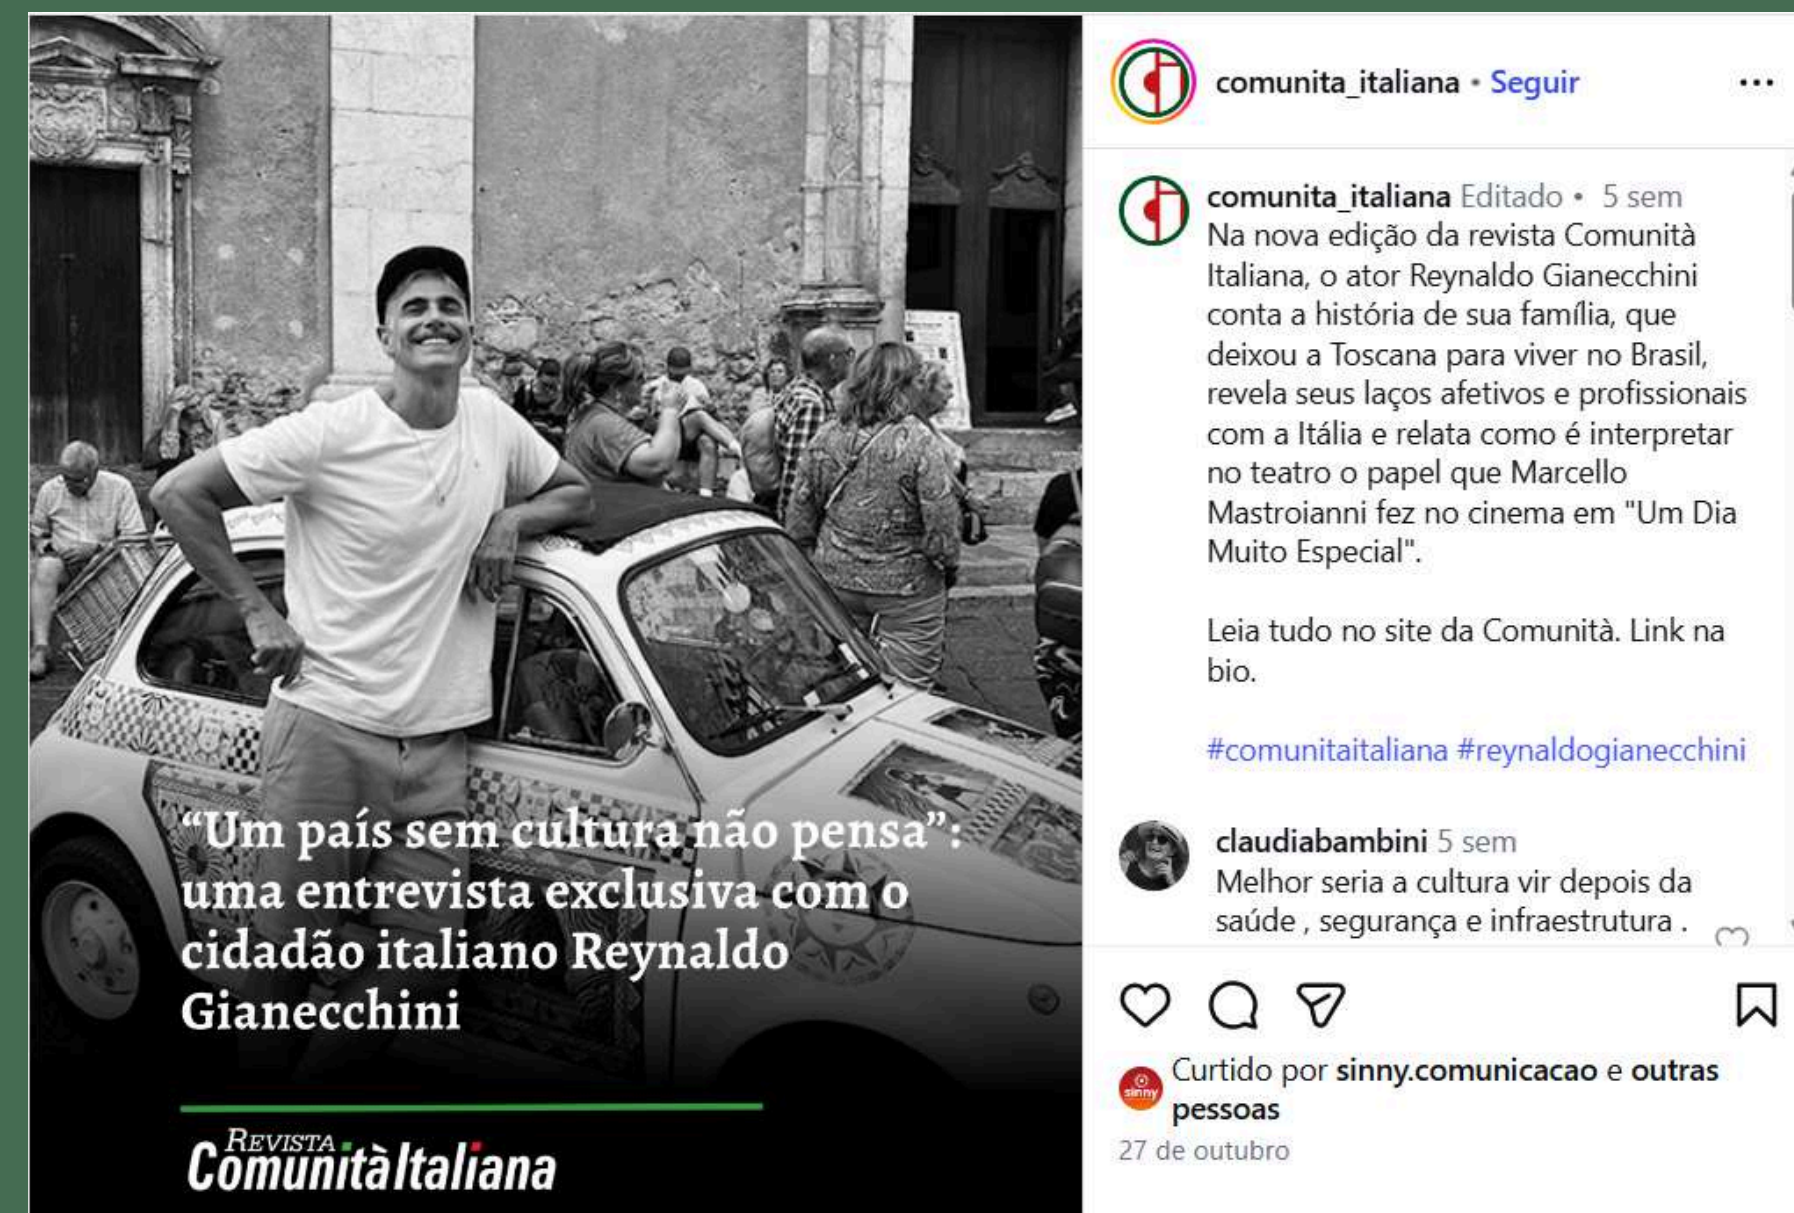 “Um país sem cultura não pensa”:
uma entrevista exclusiva com o
cidadão italiano Reynaldo
Gianecchini
REVISTA
ComunitàItaliana
comunita_italiana • Seguir
comunita_italiana Editado • 5 sem
Na nova edição da revista Comunità
Italiana, o ator Reynaldo Gianecchini
conta a história de sua família, que
deixou a Toscana para viver no Brasil,
revela seus laços afetivos e profissionais
com a Itália e relata como é interpretar
no teatro o papel que Marcello
Mastroianni fez no cinema em "Um Dia
Muito Especial".
Leia tudo no site da Comunità. Link na
bio.
#comunitaitaliana #reynaldogianecchini
claudiabambini 5 sem
Melhor seria a cultura vir depois da
saúde , segurança e infraestrutura .
sinny
Curtido por sinny.comunicacao e outras
pessoas
27 de outubro